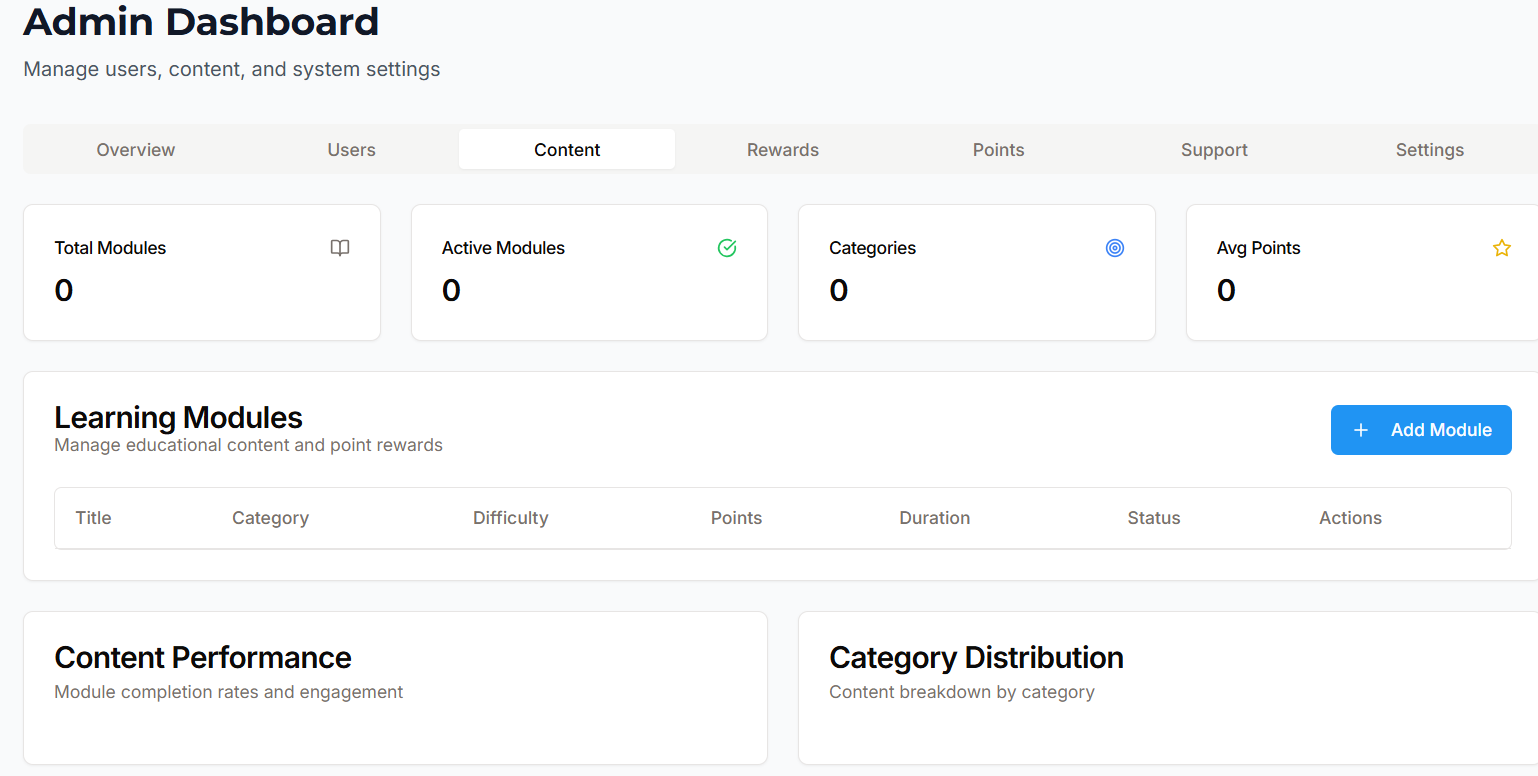 Admin Dashboard
Manage users, content, and system settings
Overview Users Content Rewards Points Support Settings
Total Modules Active Modules Categories Avg Points
0 0 0 0
Learning Modules
Manage educational content and point rewards
+ Add Module
Title Category Difficulty Points Duration Status Actions
Content Performance Category Distribution
Module completion rates and engagement Content breakdown by category